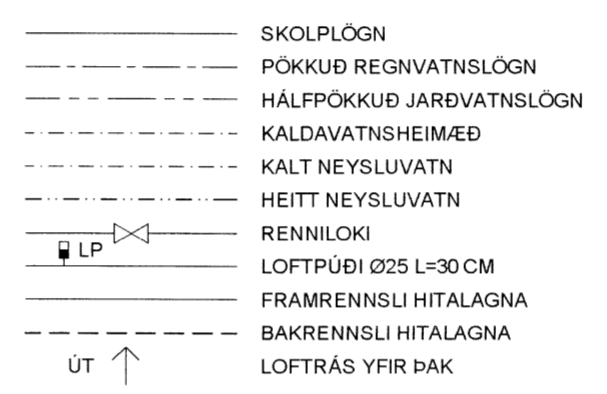 SKOLPLÖGN
PÖKKUÐ REGNVATNSLÖGN
HÁLFPÖKKUÐ JARÐVATNSLÖGN
KALDAVATNSHEIMÆÐ
KALT NEYSLUVATN
HEITT NEYSLUVATN
RENNILOKI
LP LOFTPÚÐI Ø25 L=30 CM
FRAMRENNSLI HITALAGNA
BAKRENNSLI HITALAGNA
ÚT LOFTRÁS YFIR ÞAK